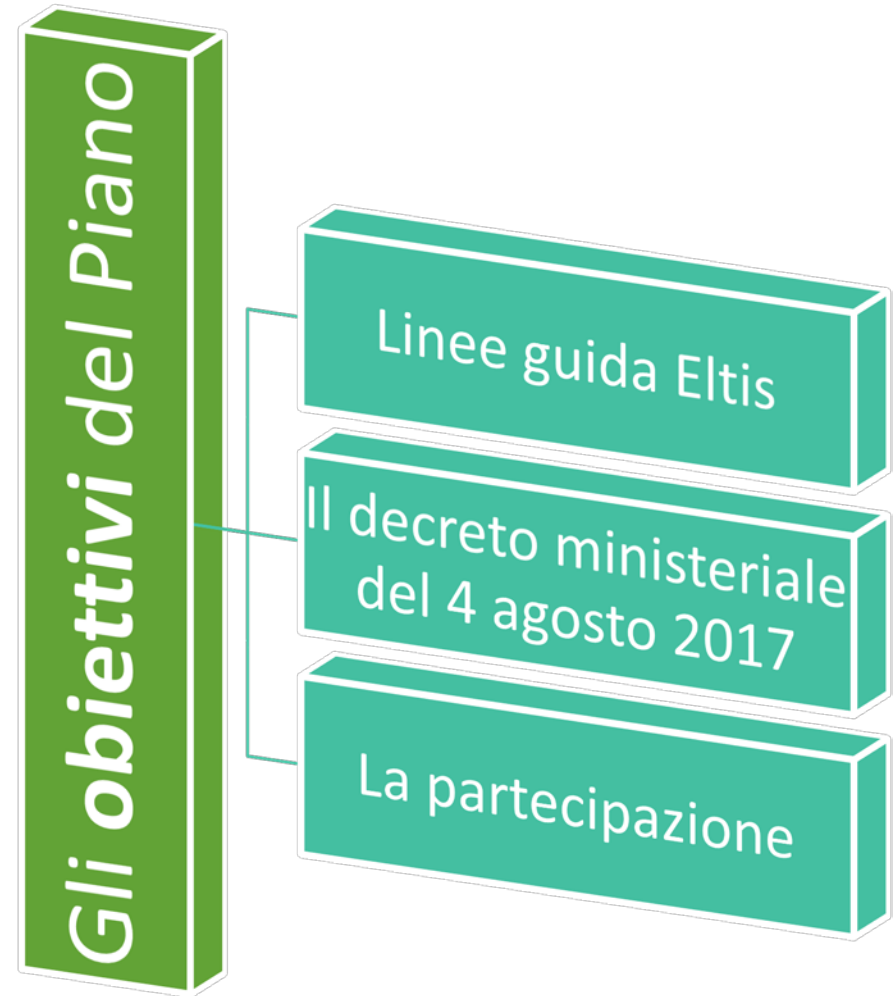 Gli obiettivi del Piano
Linee guida Eltis
Il decreto ministeriale
del 4 agosto 2017
La partecipazione